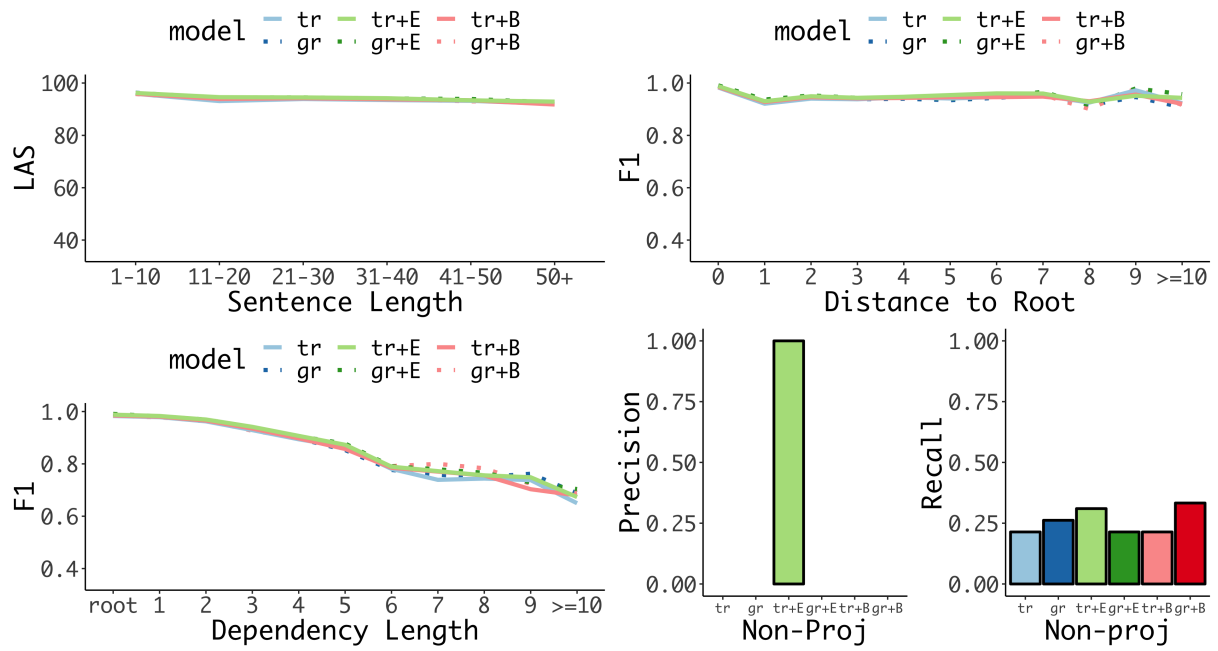 model tr tr+E tr+B
gr gr+E gr+B
LAS
100
80
60
40
1-10 11-20 21-30 31-40 41-50 50+
Sentence Length
model tr tr+E tr+B
gr gr+E gr+B
F1
1.0
0.8
0.6
0.4
0 1 2 3 4 5 6 7 8 9 >=10
Distance to Root
model tr tr+E tr+B
gr gr+E gr+B
F1
1.0
0.8
0.6
0.4
root 1 2 3 4 5 6 7 8 9 >=10
Dependency Length
Precision
1.00
0.75
0.50
0.25
0.00
tr gr tr+E gr+E tr+B gr+B
Non-Proj
Recall
1.00
0.75
0.50
0.25
0.00
tr gr tr+E gr+E tr+B gr+B
Non-proj